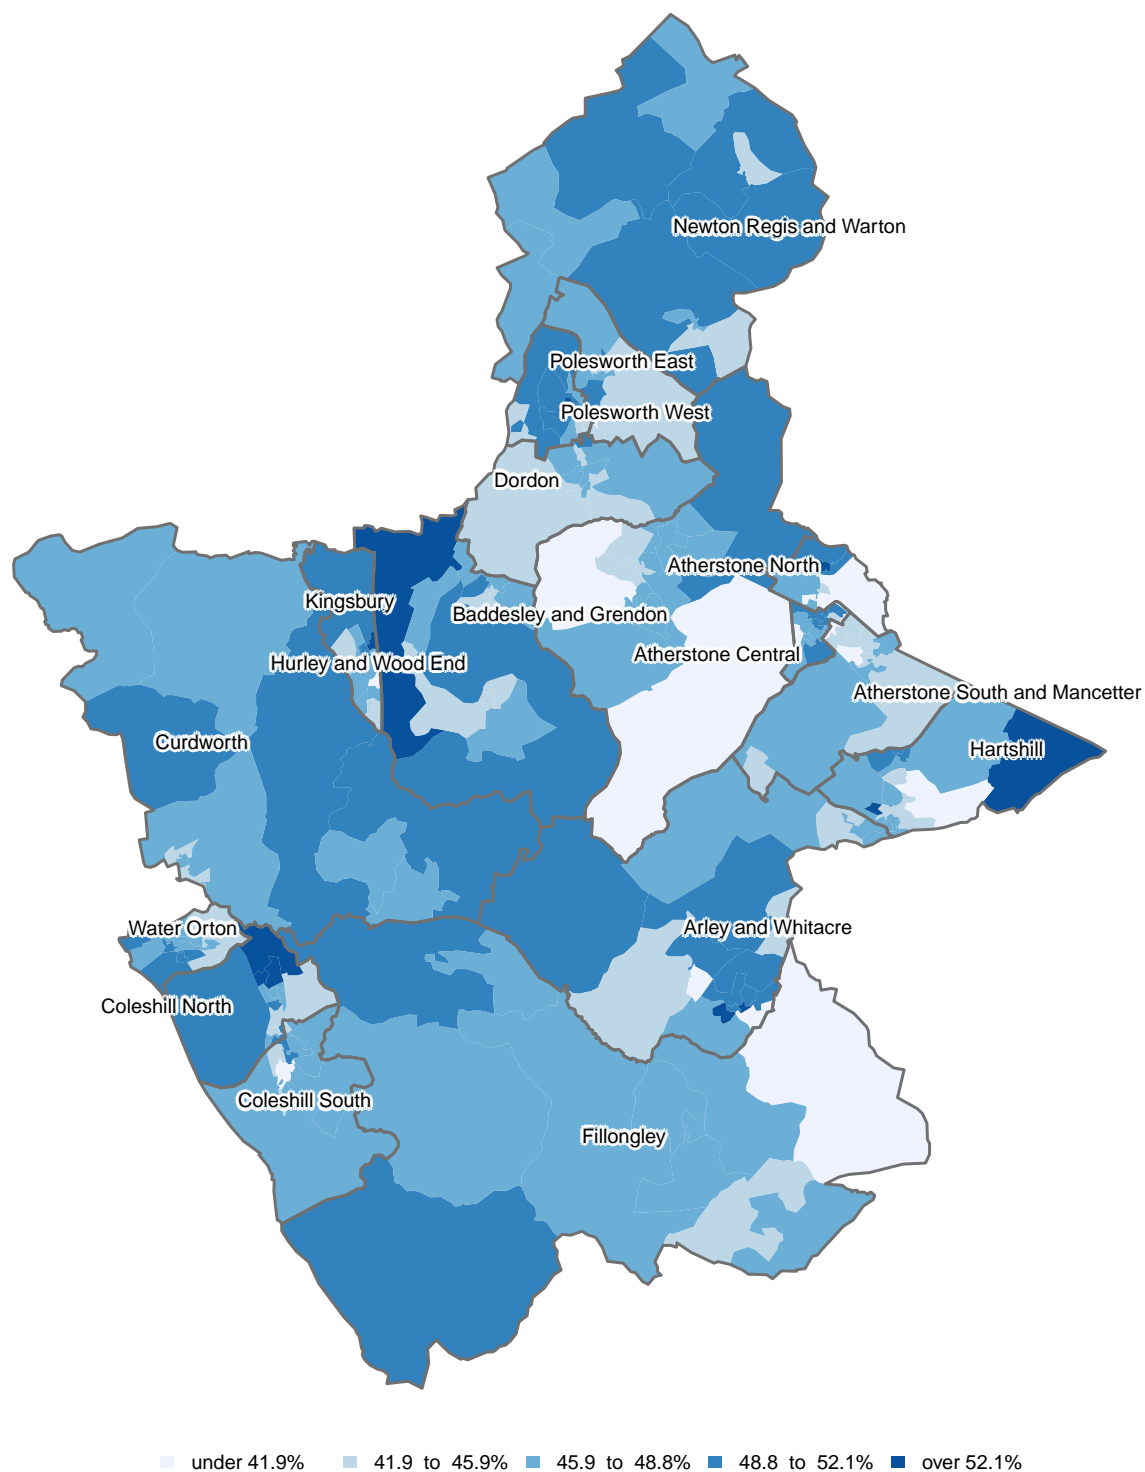 Newton Regis and Warton
Polesworth East
Polesworth West
Dordon
Atherstone North
Kingsbury
Baddesley and Grendon
Atherstone Central
Hurley and Wood End
Atherstone South and Mancetter
Curdworth
Hartshill
Water Orton
Arley and Whitacre
Coleshill North
Coleshill South
Fillongley
under 41.9%
41.9 to 45.9%
45.9 to 48.8%
48.8 to 52.1%
over 52.1%